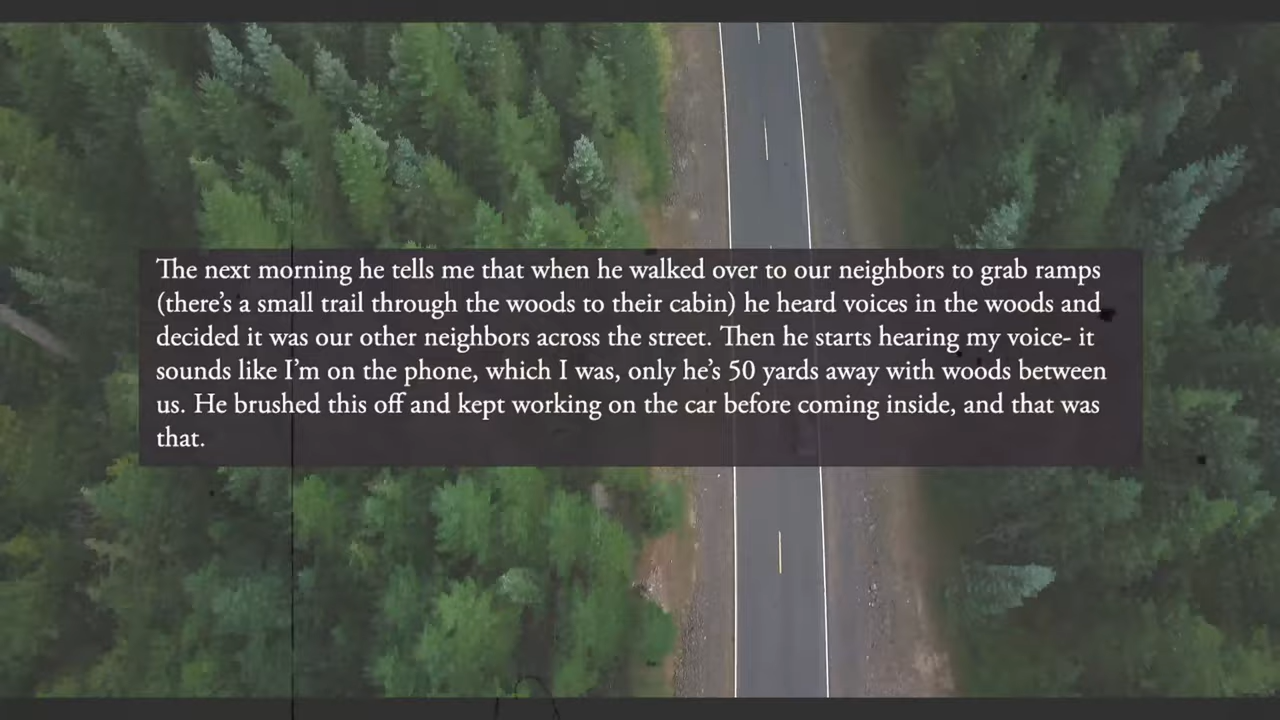 The next morning he tells me that when he walked over to our neighbors to grab ramps
(there's a small trail through the woods to their cabin) he heard voices in the woods and
decided it was our other neighbors across the street. Then he starts hearing my voice- it
sounds like I'm on the phone, which I was, only he's 50 yards away with woods between
us. He brushed this off and kept working on the car before coming inside, and that was
that.